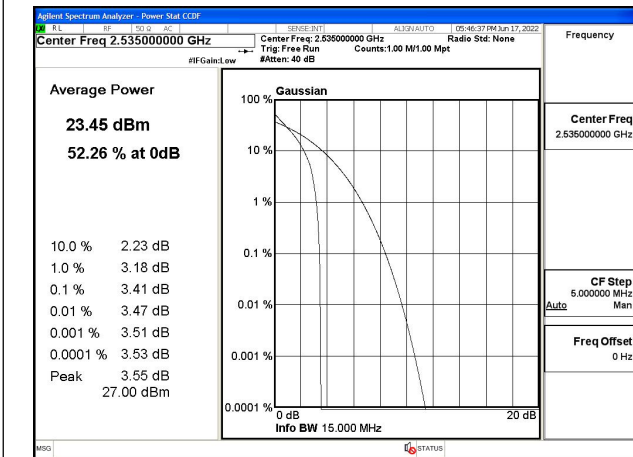 Agilent Spectrum Analyzer - Power Stat CCDF
RL RF 50 Ω AC SENSE:INT ALIGN AUTO 05:46:37 PM Jun 17, 2022
Center Freq 2.535000000 GHz
Center Freq: 2.535000000 GHz Radio Std: None
Trig: Free Run Counts:1.00 M/1.00 Mpt
#IFGain:Low #Atten: 40 dB
Frequency
Average Power
23.45 dBm
52.26 % at 0dB
10.0 % 2.23 dB
1.0 % 3.18 dB
0.1 % 3.41 dB
0.01 % 3.47 dB
0.001 % 3.51 dB
0.0001 % 3.53 dB
Peak 3.55 dB
27.00 dBm
Gaussian
100 %
10 %
1 %
0.1 %
0.01 %
0.001 %
0.0001 %
0 dB 20 dB
Info BW 15.000 MHz
Center Freq
2.535000000 GHz
CF Step
5.000000 MHz
Auto Man
Freq Offset
0 Hz
MSG STATUS